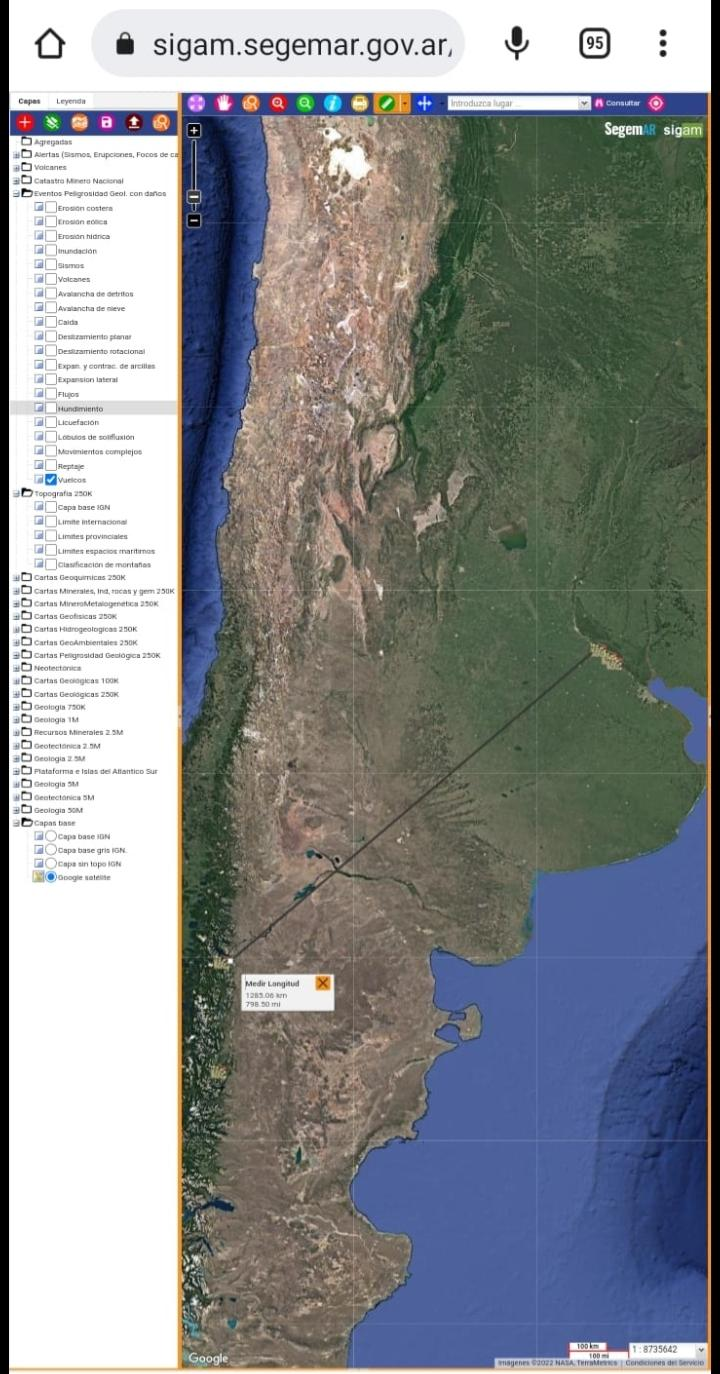 sigam.segemar.gov.ar,
95
Capas Leyenda
Introduzca lugar ...
Consultar
Agregadas
Alertas (Sismos, Erupciones, Focos de ca
Volcanes
Catastro Minero Nacional
Eventos Peligrosidad Geol. con daños
Erosión costera
Erosión eólica
Erosión hídrica
Inundación
Sismos
Volcanes
Avalancha de detritos
Avalancha de nieve
Caida
Deslizamiento planar
Deslizamiento rotacional
Expan. y contrac. de arcillas
Expansion lateral
Flujos
Hundimiento
Licuefación
Lóbulos de solifluxión
Movimientos complejos
Reptaje
Vuelcos
Topografía 250K
Capa base IGN
Limite internacional
Limites provinciales
Limites espacios maritimos
Clasificación de montañas
Cartas Geoquimicas 250K
Cartas Minerales, Ind, rocas y gem 250K
Cartas MineroMetalogenética 250K
Cartas Geofisicas 250K
Cartas Hidrogeologicas 250K
Cartas GeoAmbientales 250K
Cartas Peligrosidad Geológica 250K
Neotectónica
Cartas Geológicas 100K
Cartas Geológicas 250K
Geología 750K
Geología 1M
Recursos Minerales 2.5M
Geotectónica 2.5M
Geologia 2.5M
Plataforma e Islas del Atlantico Sur
Geologia 5M
Geotectónica 5M
Geologia 50M
Capas base
Capa base IGN
Capa base gris IGN.
Capa sin topo IGN
Google satélite
SegemAR sigam
Medir Longitud
1285.06 km
798.50 mi
Google
100 km
100 mi
1 : 8735642
Imágenes ©2022 NASA, TerraMetrics
Condiciones del Servicio